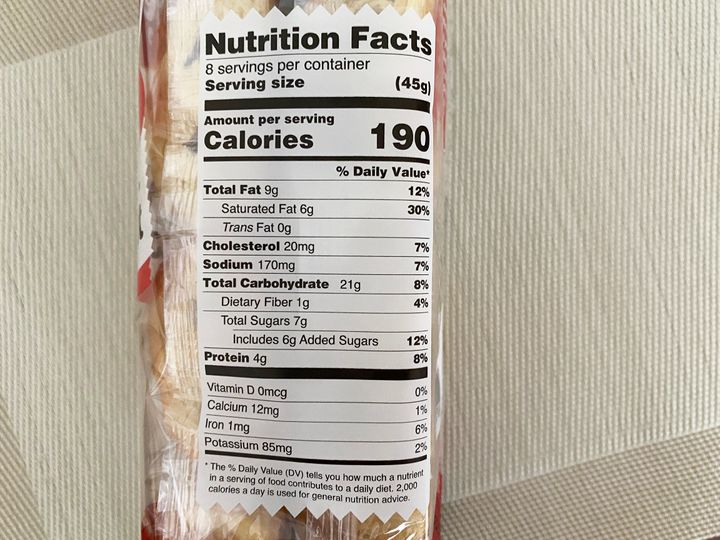 Nutrition Facts
8 servings per container
Serving size (45g)
Amount per serving
Calories 190
% Daily Value*
Total Fat 9g 12%
Saturated Fat 6g 30%
Trans Fat 0g
Cholesterol 20mg 7%
Sodium 170mg 7%
Total Carbohydrate 21g 8%
Dietary Fiber 1g 4%
Total Sugars 7g
Includes 6g Added Sugars 12%
Protein 4g 8%
Vitamin D 0mcg 0%
Calcium 12mg 1%
Iron 1mg 6%
Potassium 85mg 2%
* The % Daily Value (DV) tells you how much a nutrient
in a serving of food contributes to a daily diet. 2,000
calories a day is used for general nutrition advice.